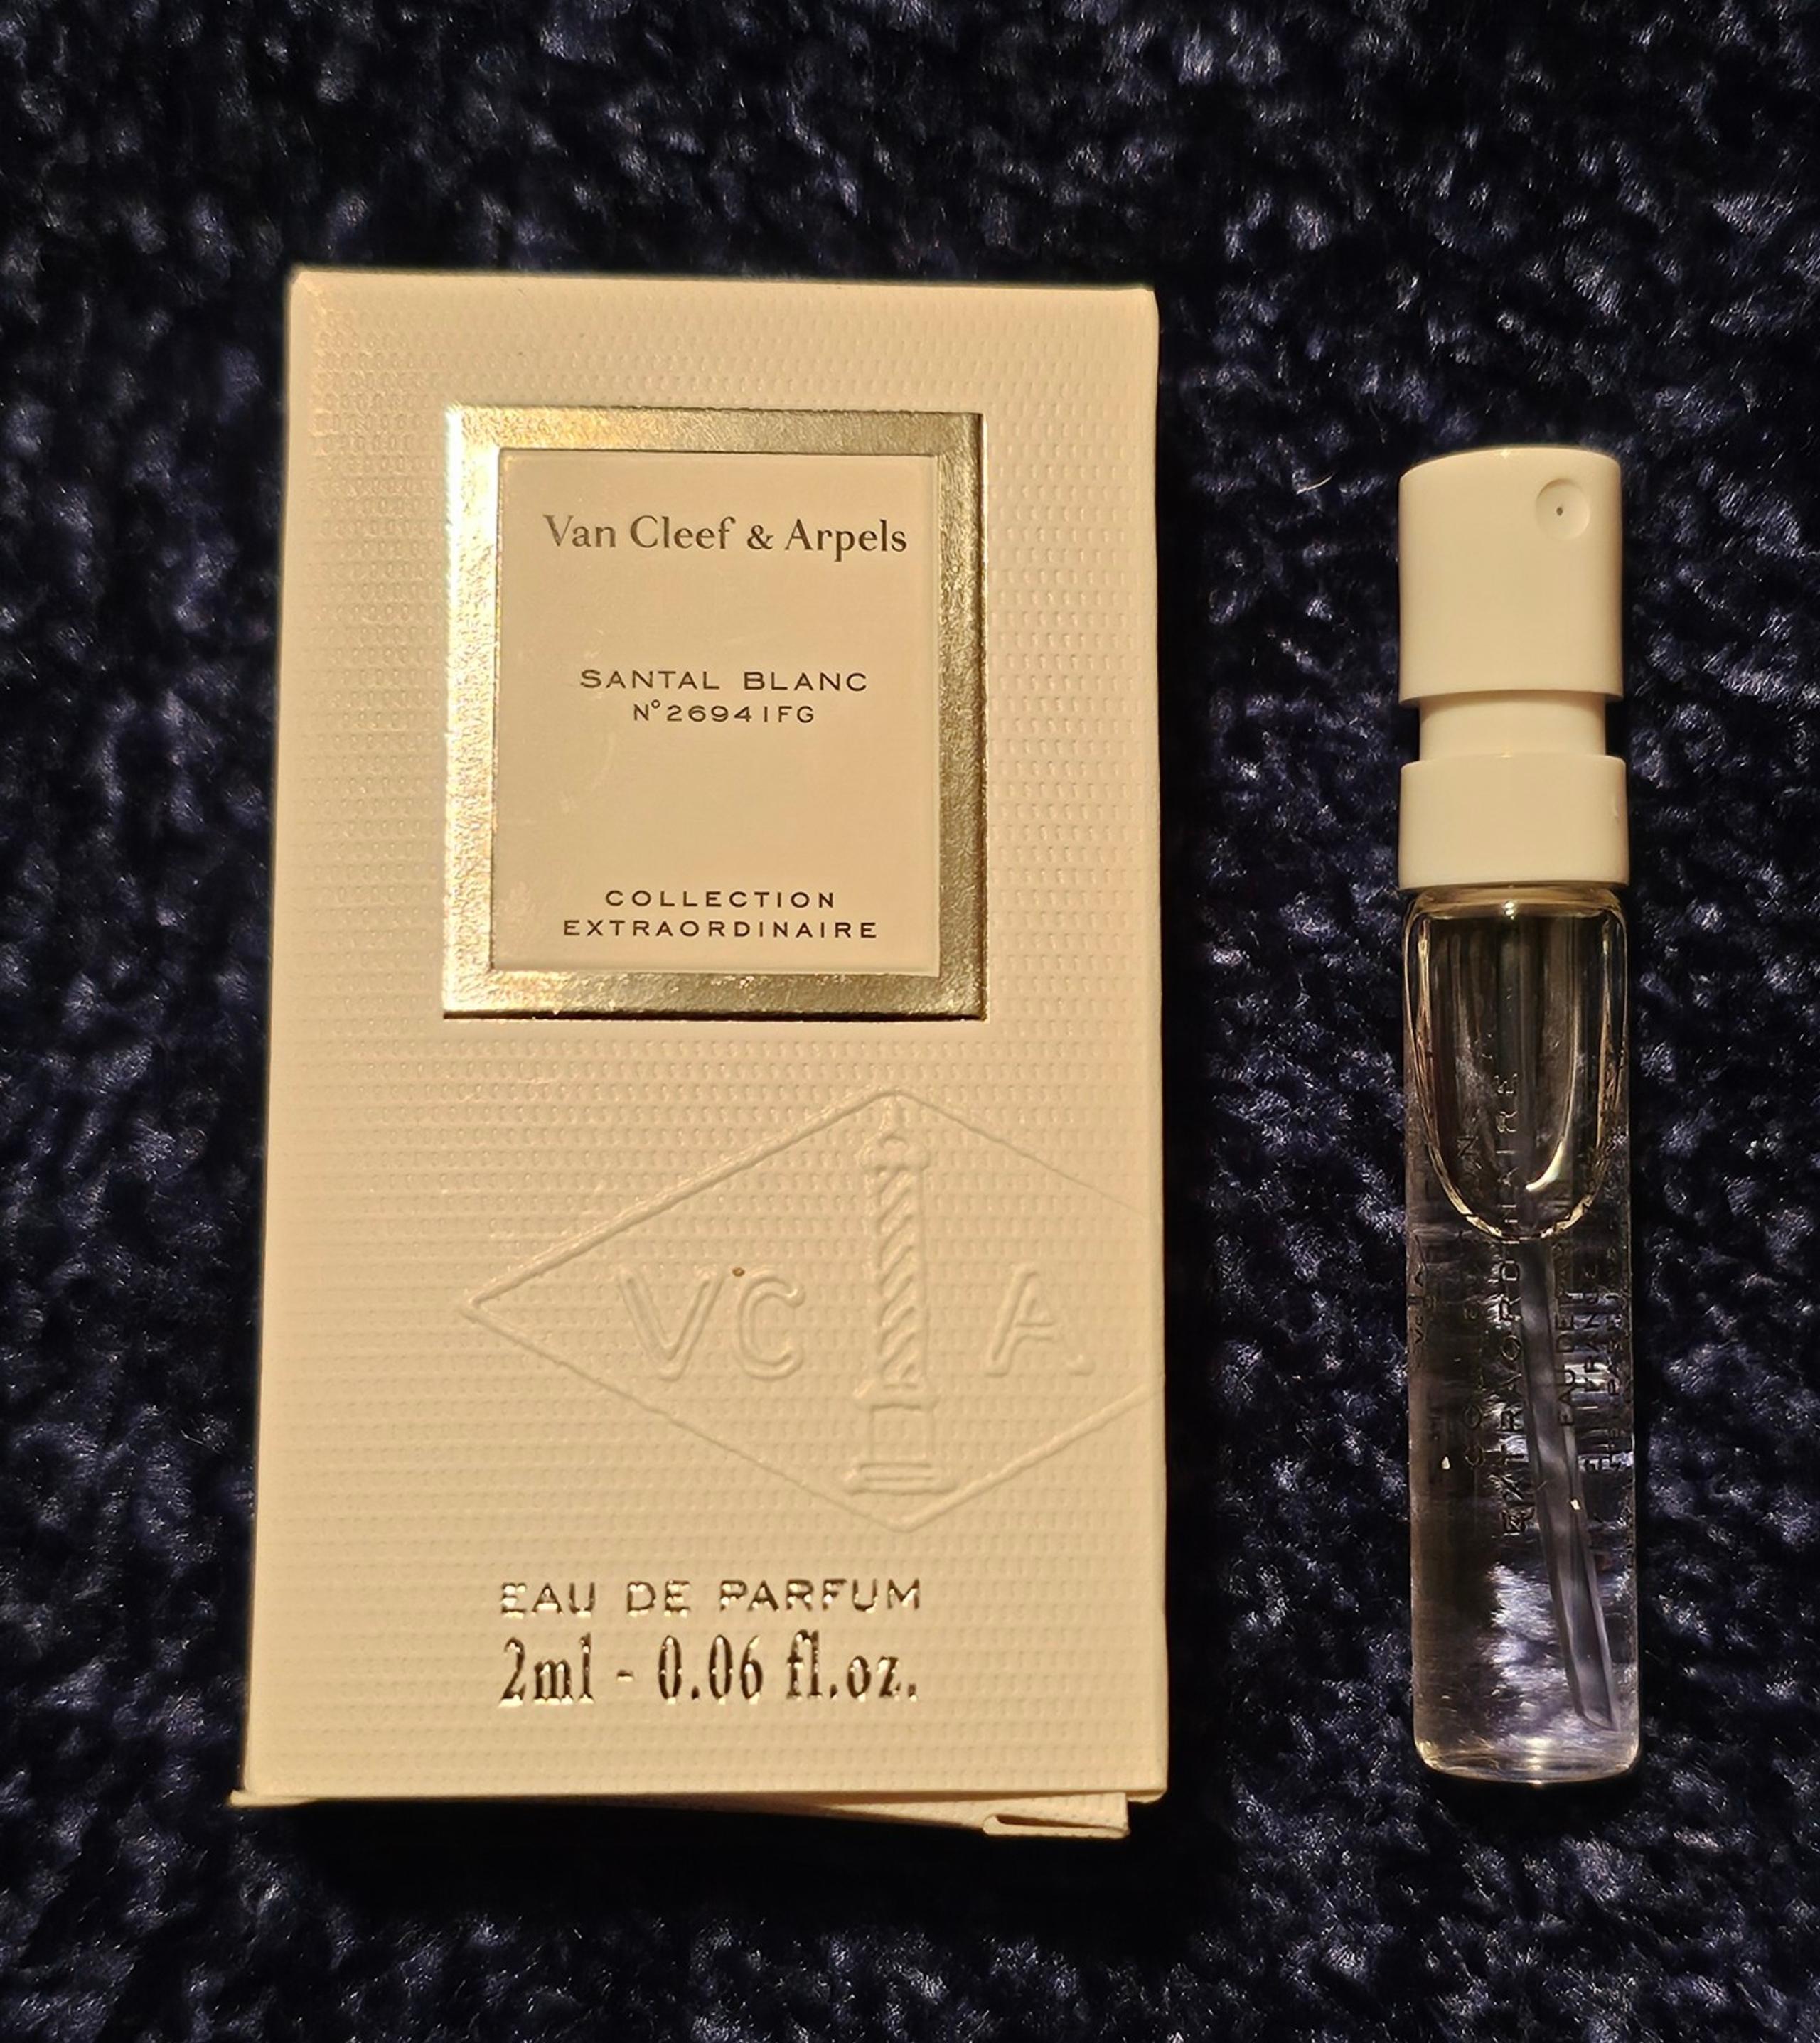 Van Cleef & Arpels
SANTAL BLANC
N°26941FG
COLLECTION
EXTRAORDINAIRE
VC A.
EAU DE PARFUM
2ml - 0.06 fl.oz.
EXTRAORDINAIRE
EAU DE